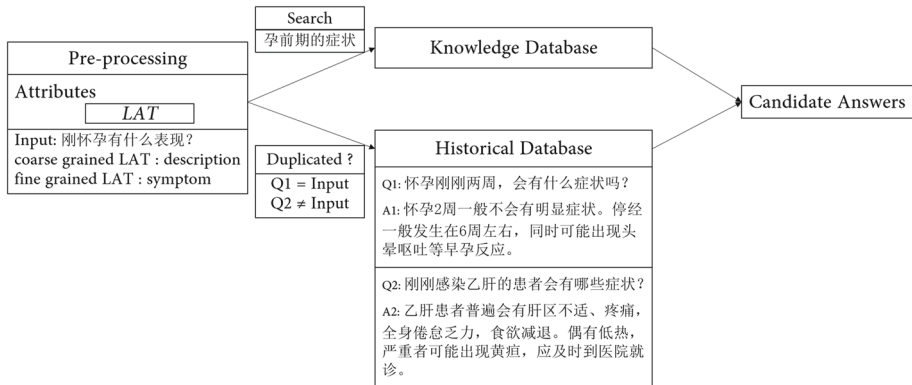 Search
孕前期的症状
Pre-processing
Attributes
LAT
Input: 刚怀孕有什么表现？
coarse grained LAT : description
fine grained LAT : symptom
Knowledge Database
Candidate Answers
Duplicated ?
Q1 = Input
Q2 ≠ Input
Historical Database
Q1: 怀孕刚刚两周，会有什么症状吗？
A1: 怀孕2周一般不会有明显症状。停经
一般发生在6周左右，同时可能出现头
晕呕吐等早孕反应。
Q2: 刚刚感染乙肝的患者会有哪些症状？
A2: 乙肝患者普遍会有肝区不适、疼痛，
全身倦怠乏力，食欲减退。偶有低热，
严重者可能出现黄疸，应及时到医院就
诊。